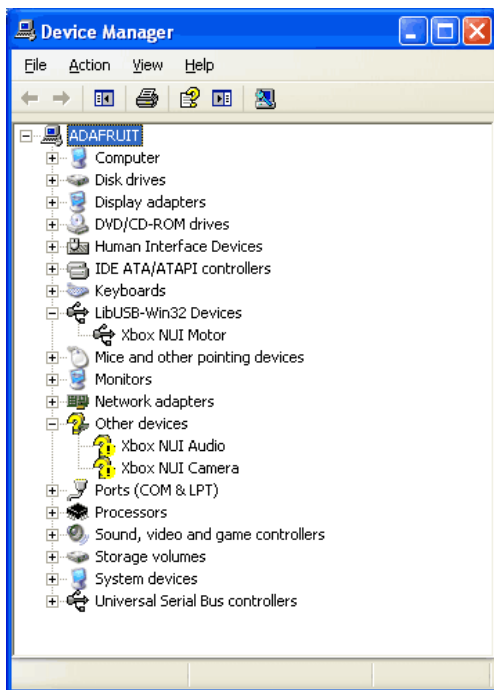 Device Manager
File Action View Help
ADAFRUIT
Computer
Disk drives
Display adapters
DVD/CD-ROM drives
Human Interface Devices
IDE ATA/ATAPI controllers
Keyboards
LibUSB-Win32 Devices
Xbox NUI Motor
Mice and other pointing devices
Monitors
Network adapters
Other devices
Xbox NUI Audio
Xbox NUI Camera
Ports (COM & LPT)
Processors
Sound, video and game controllers
Storage volumes
System devices
Universal Serial Bus controllers